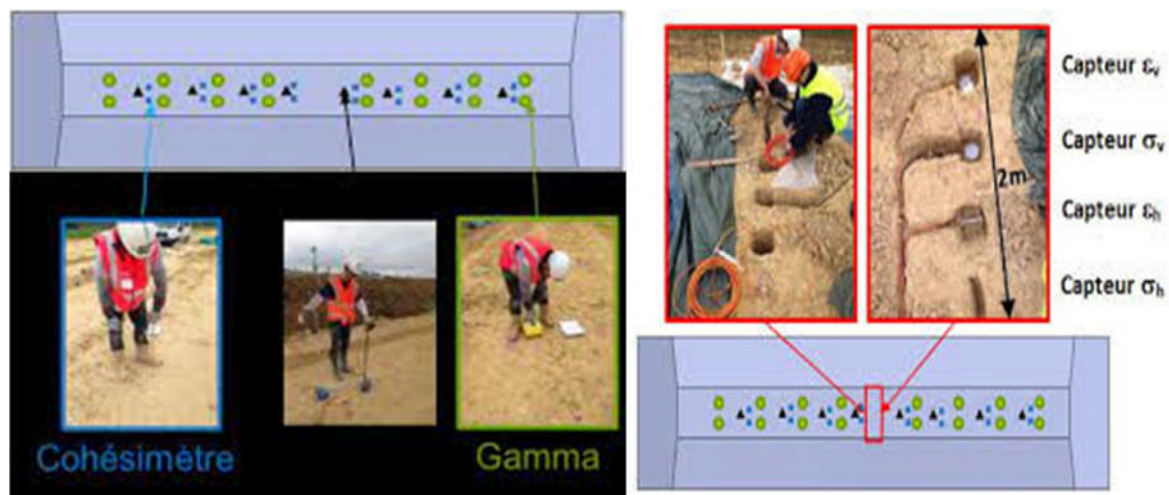 Cohésimètre
Gamma
2m
Capteur εᵥ
Capteur σᵥ
Capteur εₕ
Capteur σₕ